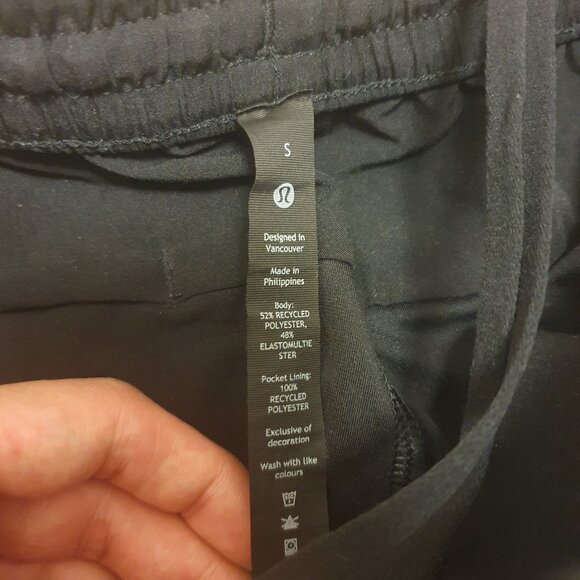 S
Designed in
Vancouver
Made in
Philippines
Body:
52% RECYCLED
POLYESTER,
48%
ELASTOMULTIE
STER
Pocket Lining:
100%
RECYCLED
POLYESTER
Exclusive of
decoration
Wash with like
colours